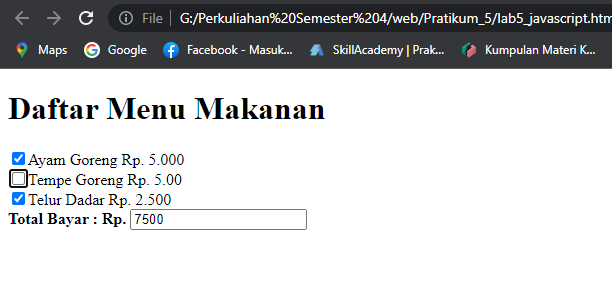 File G:/Perkuliahan%20Semester%204/web/Pratikum_5/lab5_javascript.htm
Maps Google Facebook - Masuk... SkillAcademy | Prak... Kumpulan Materi K...
Daftar Menu Makanan
Ayam Goreng Rp. 5.000
Tempe Goreng Rp. 5.00
Telur Dadar Rp. 2.500
Total Bayar : Rp. 7500